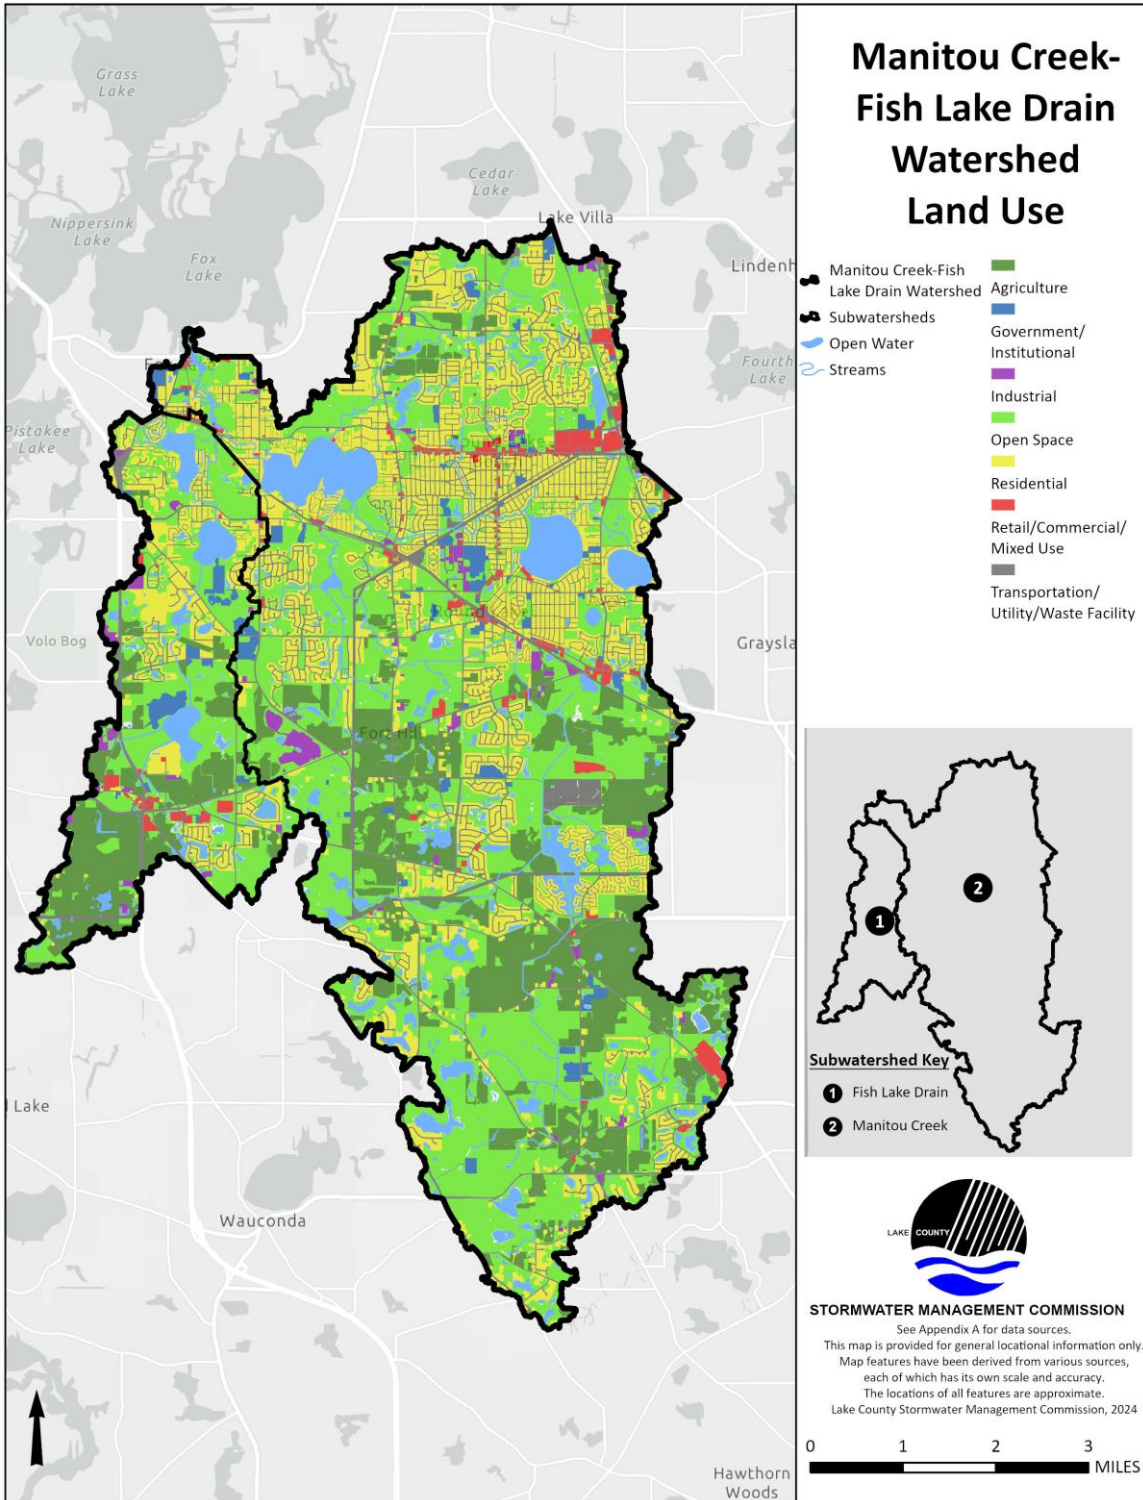 Manitou Creek-
Fish Lake Drain
Watershed
Land Use
Manitou Creek-Fish
Lake Drain Watershed
Subwatersheds
Open Water
Streams
Agriculture
Government/
Institutional
Industrial
Open Space
Residential
Retail/Commercial/
Mixed Use
Transportation/
Utility/Waste Facility
Grass
Lake
Cedar
Lake
Lake Villa
Nippersink
Lake
Fox
Lake
Lindenh
Fourth
Lake
Pistakee
Lake
Volo Bog
Graysla
Fort Hill
l Lake
Wauconda
Hawthorn
Woods
1
2
Subwatershed Key
1 Fish Lake Drain
2 Manitou Creek
LAKE COUNTY
STORMWATER MANAGEMENT COMMISSION
See Appendix A for data sources.
This map is provided for general locational information only.
Map features have been derived from various sources,
each of which has its own scale and accuracy.
The locations of all features are approximate.
Lake County Stormwater Management Commission, 2024
0 1 2 3
MILES